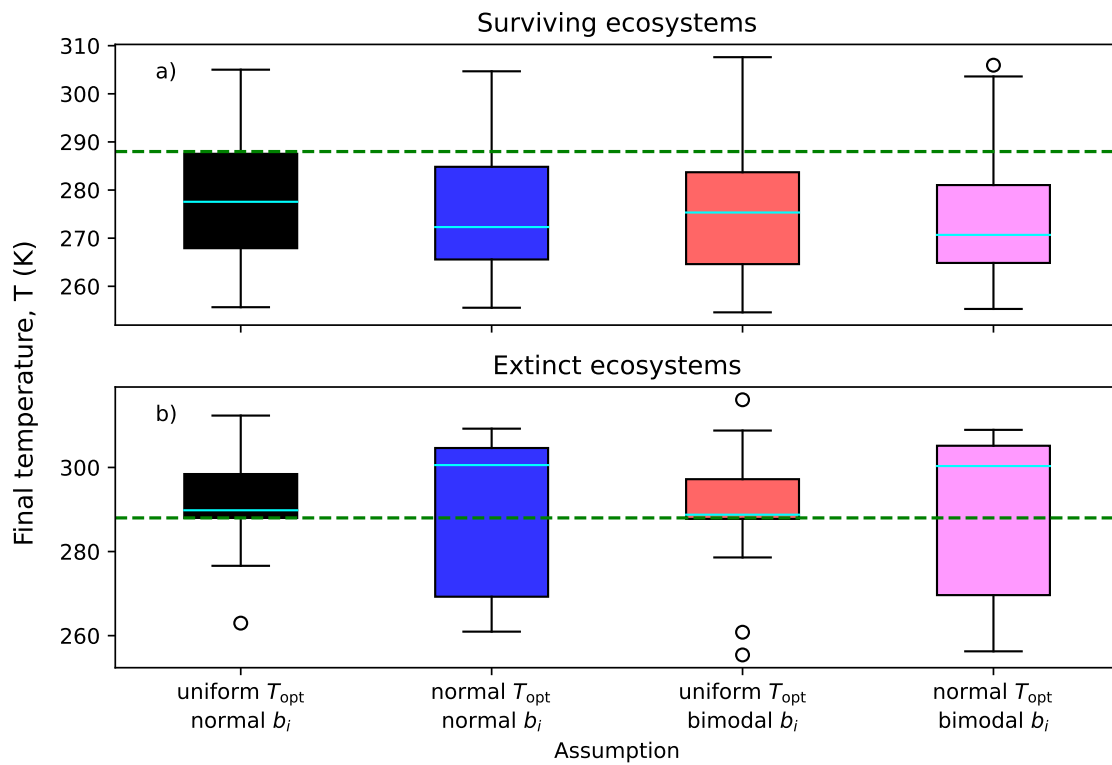 Surviving ecosystems
a)
310
300
290
280
270
260
Final temperature, T (K)
Extinct ecosystems
b)
300
280
260
uniform T_opt normal b_i
normal T_opt normal b_i
uniform T_opt bimodal b_i
normal T_opt bimodal b_i
Assumption